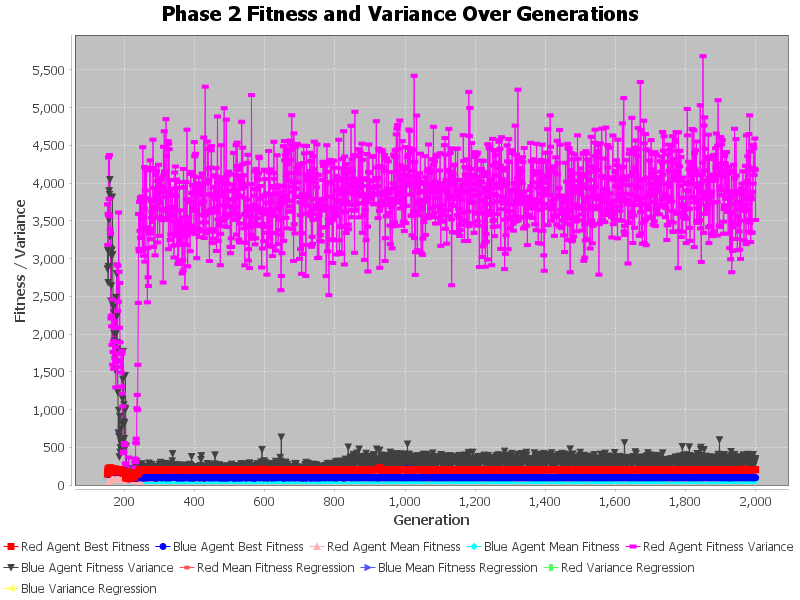 Phase 2 Fitness and Variance Over Generations
5,500
5,000
4,500
4,000
3,500
3,000
2,500
2,000
1,500
1,000
500
0
Fitness / Variance
200 400 600 800 1,000 1,200 1,400 1,600 1,800 2,000
Generation
Red Agent Best Fitness Blue Agent Best Fitness Red Agent Mean Fitness Blue Agent Mean Fitness Red Agent Fitness Variance
Blue Agent Fitness Variance Red Mean Fitness Regression Blue Mean Fitness Regression Red Variance Regression
Blue Variance Regression